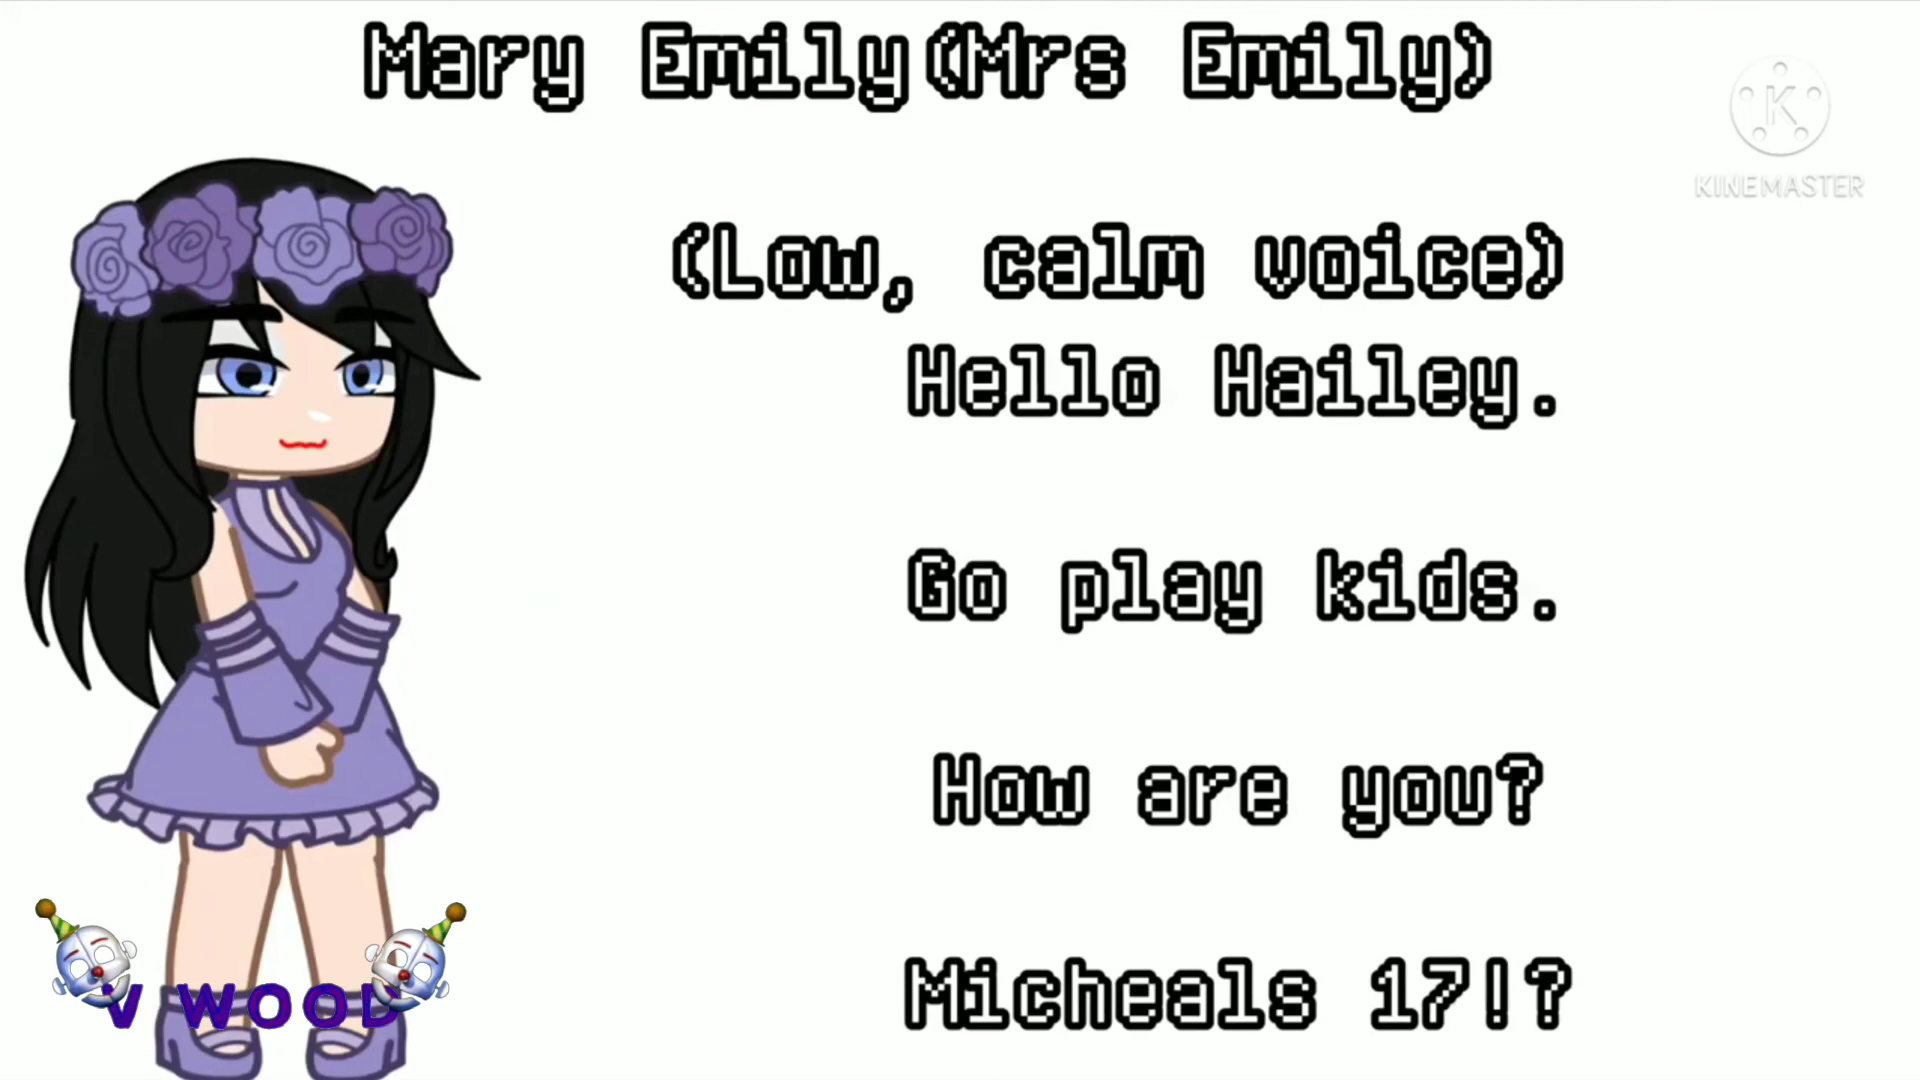 Mary Emily(Mrs Emily)
K
KINEMASTER
(Low, calm voice)
Hello Hailey.
Go play kids.
How are you?
Micheals 17!?
V WOOD